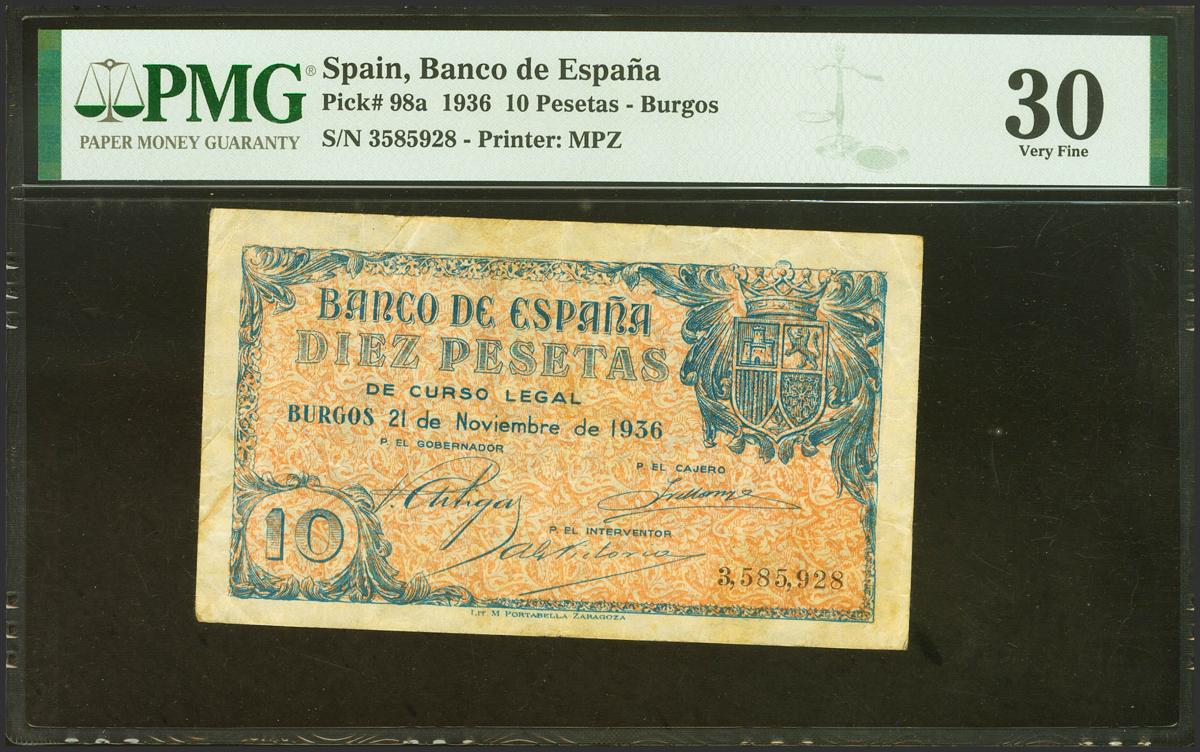 PMG®
PAPER MONEY GUARANTY
Spain, Banco de España
Pick# 98a 1936 10 Pesetas - Burgos
S/N 3585928 - Printer: MPZ
30
Very Fine
BANCO DE ESPAÑA
DIEZ PESETAS
DE CURSO LEGAL
BURGOS 21 de Noviembre de 1936
P. EL GOBERNADOR
P EL CAJERO
P. EL INTERVENTOR
10
3,585,928
LIT M PORTABELLA ZARAGOZA